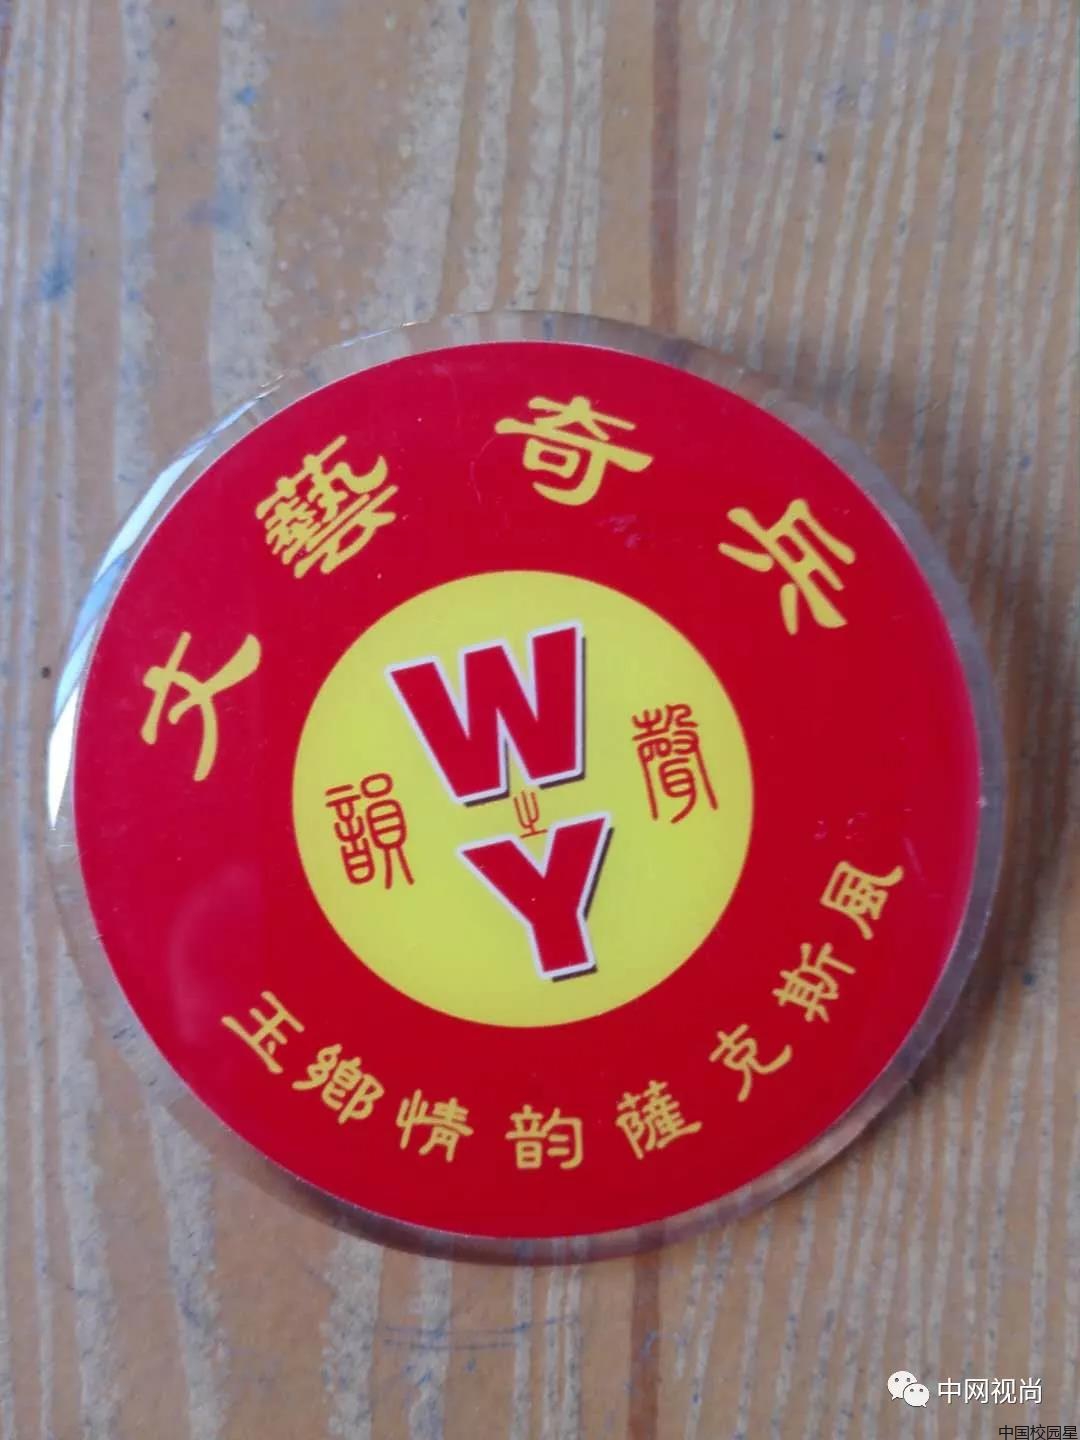 文藝奇兵
W
韻之聲
Y
玉鄉情韵薩克斯風
中网视尚
中国校园星